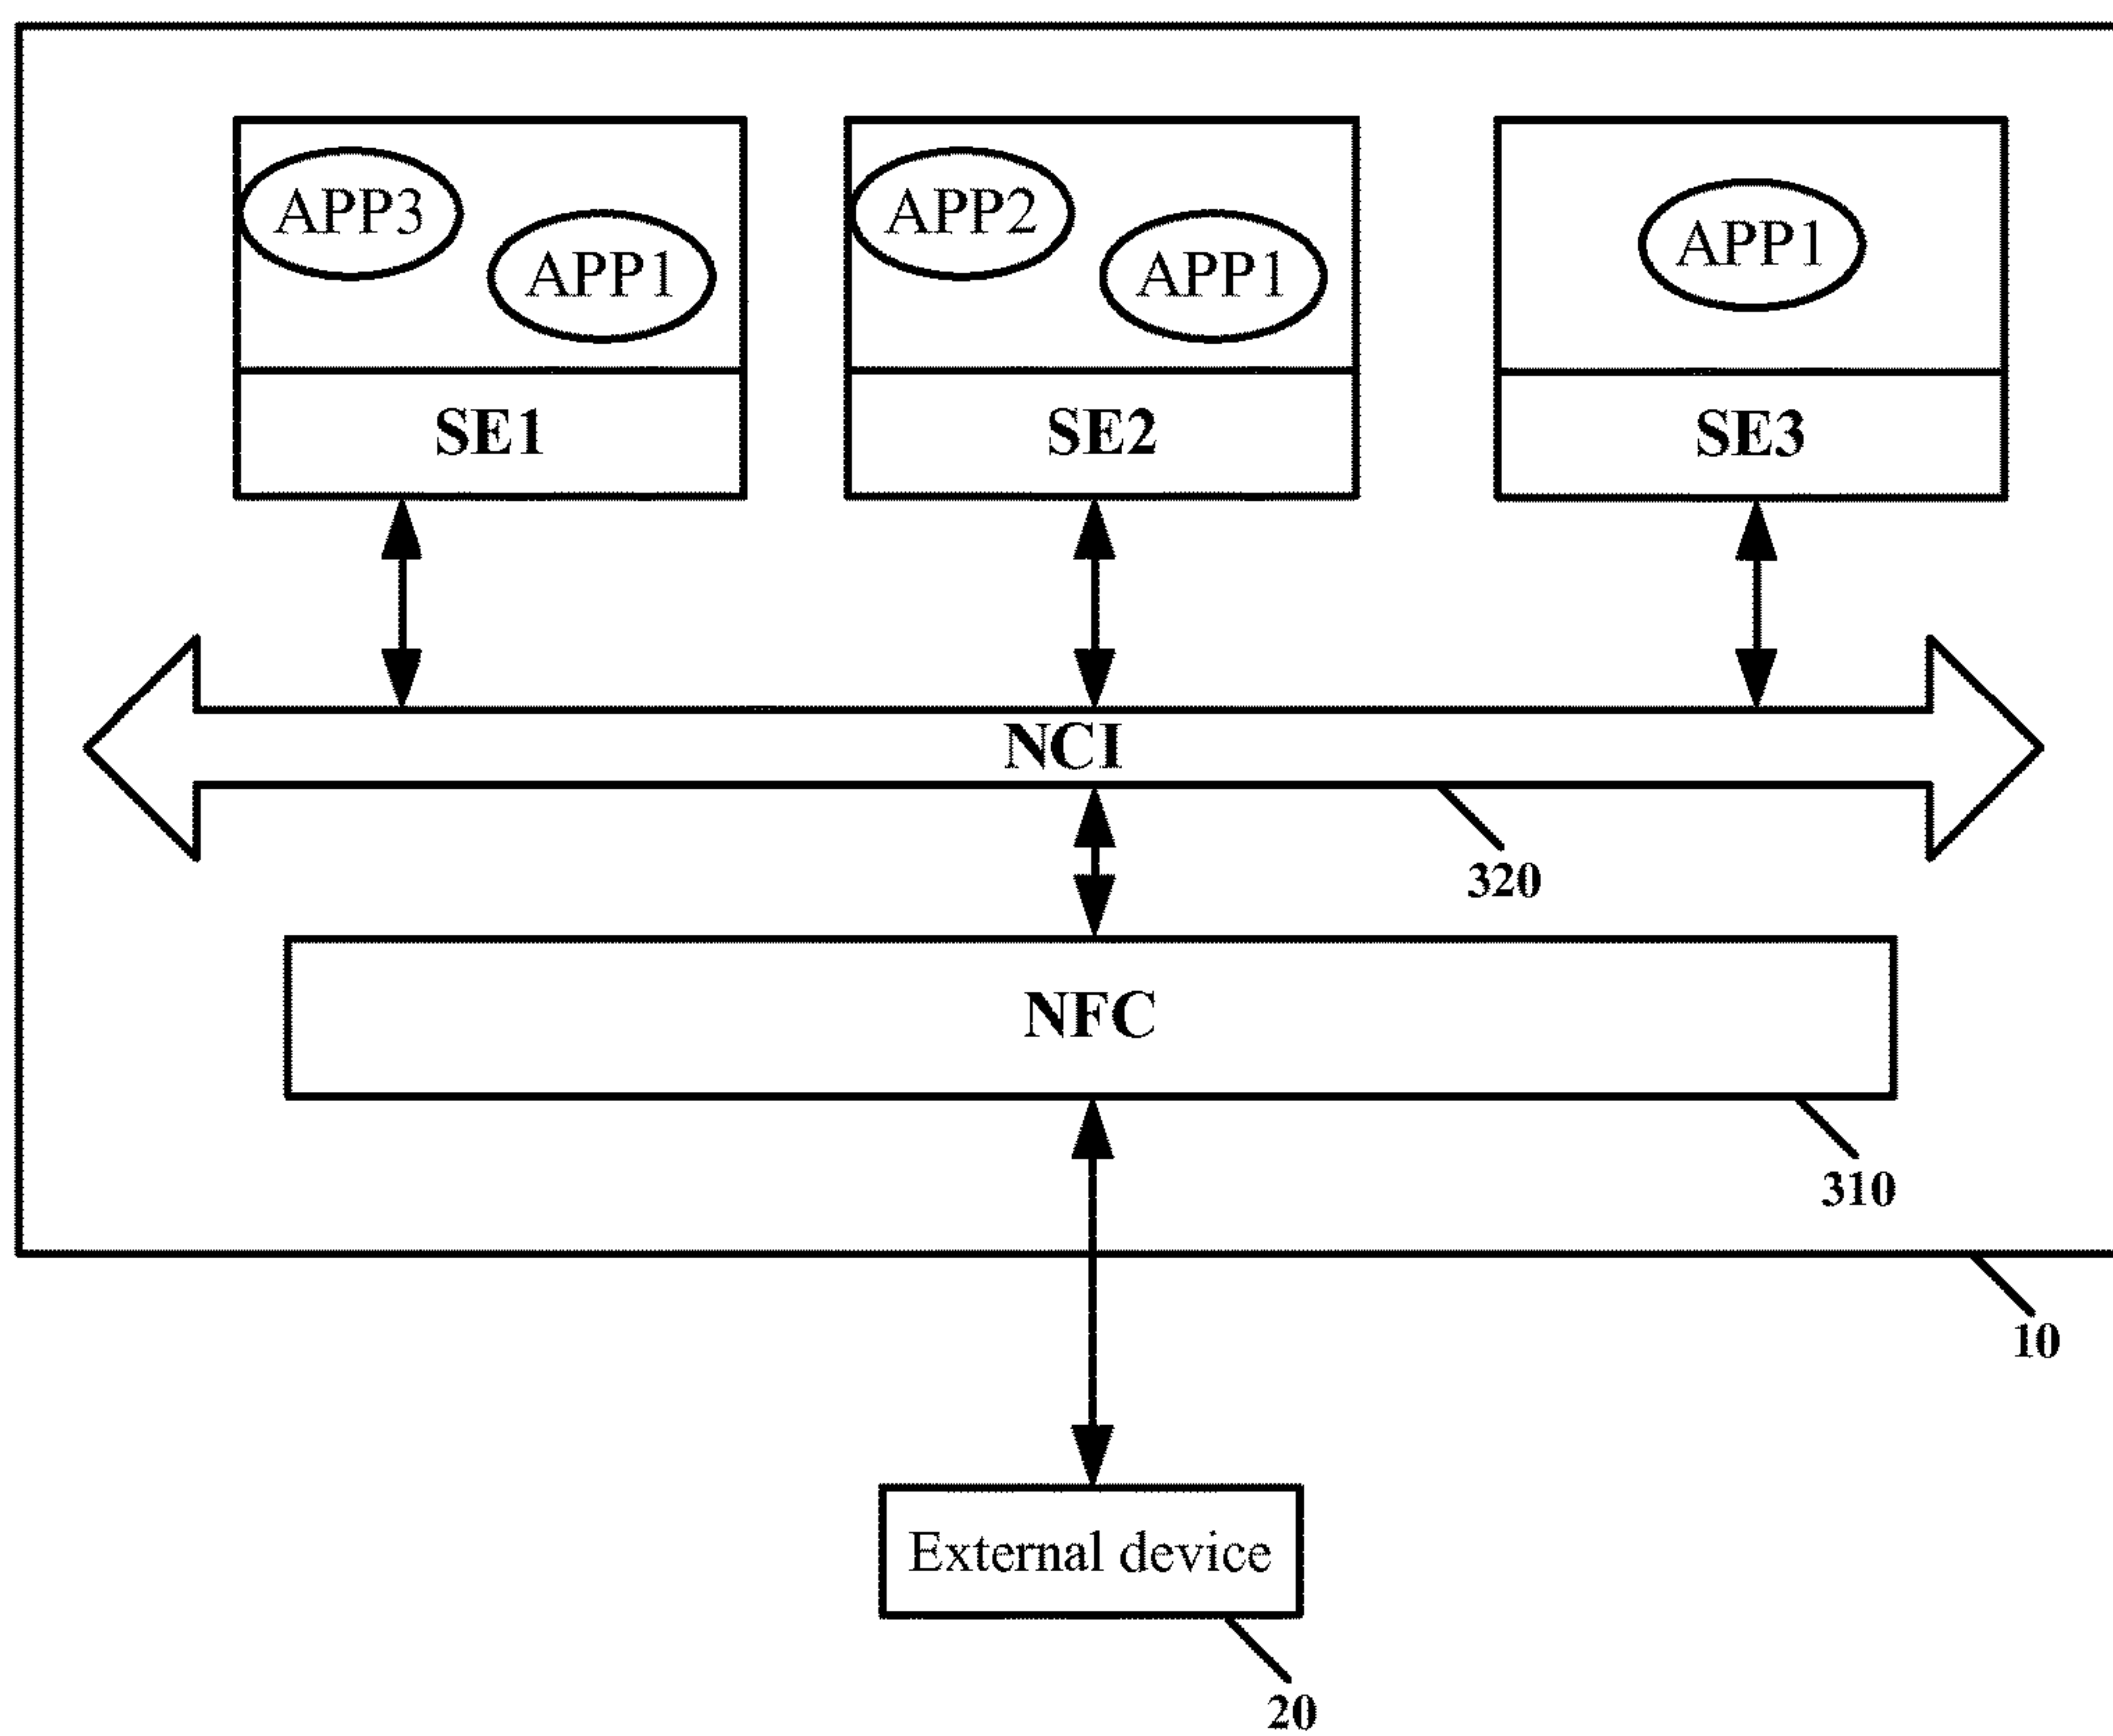 APP3
APP1
SE1
APP2
APP1
SE2
APP1
SE3
NCI
320
NFC
310
10
External device
20